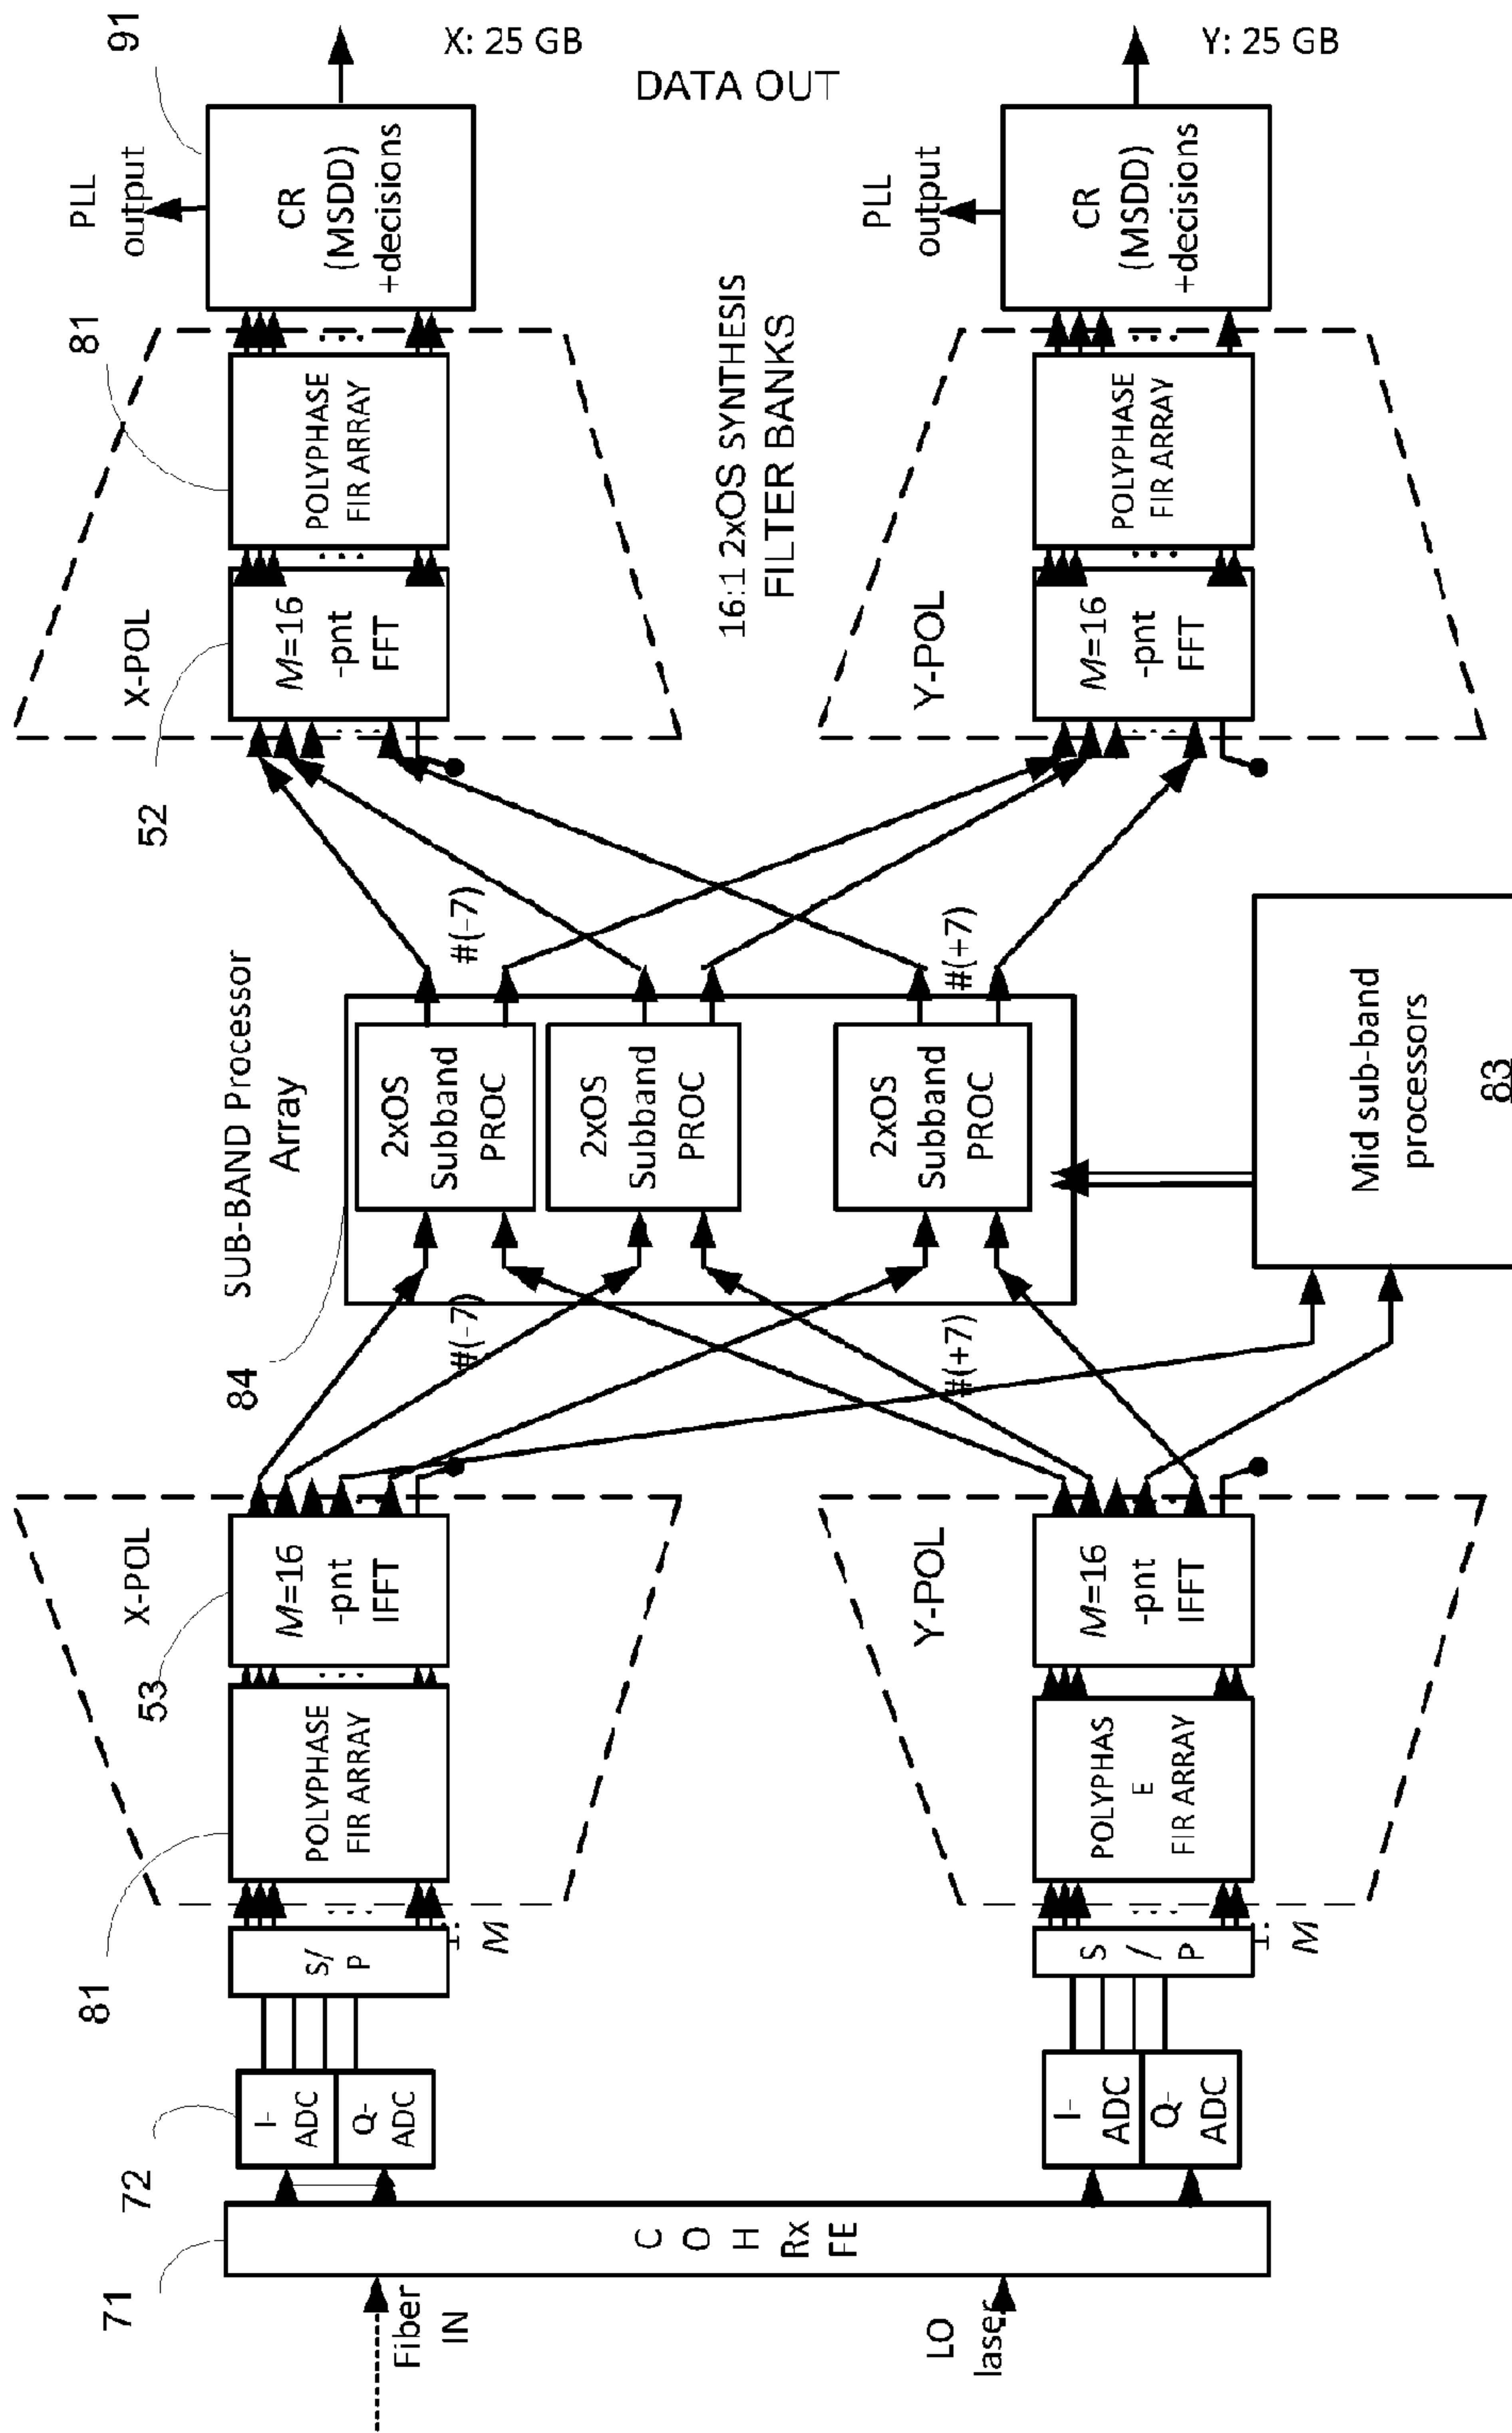 71
Fiber
IN
LO
laser
C
O
H
Rx
FE
72
I-
ADC
Q-
ADC
I-
ADC
Q-
ADC
81
S/
P
1:
M
S
/
P
1:
M
POLYPHASE
FIR ARRAY
POLYPHAS
E
FIR ARRAY
53
X-POL
M=16
-pnt
IFFT
Y-POL
M=16
-pnt
IFFT
84
#(-7)
#(+7)
SUB-BAND Processor
Array
2xOS
Subband
PROC
2xOS
Subband
PROC
2xOS
Subband
PROC
Mid sub-band
processors
83
#(-7)
#(+7)
52
X-POL
M=16
-pnt
FFT
Y-POL
M=16
-pnt
FFT
16:1 2xOS SYNTHESIS
FILTER BANKS
81
POLYPHASE
FIR ARRAY
POLYPHASE
FIR ARRAY
PLL
output
CR
(MSDD)
+decisions
PLL
output
CR
(MSDD)
+decisions
91
X: 25 GB
DATA OUT
Y: 25 GB